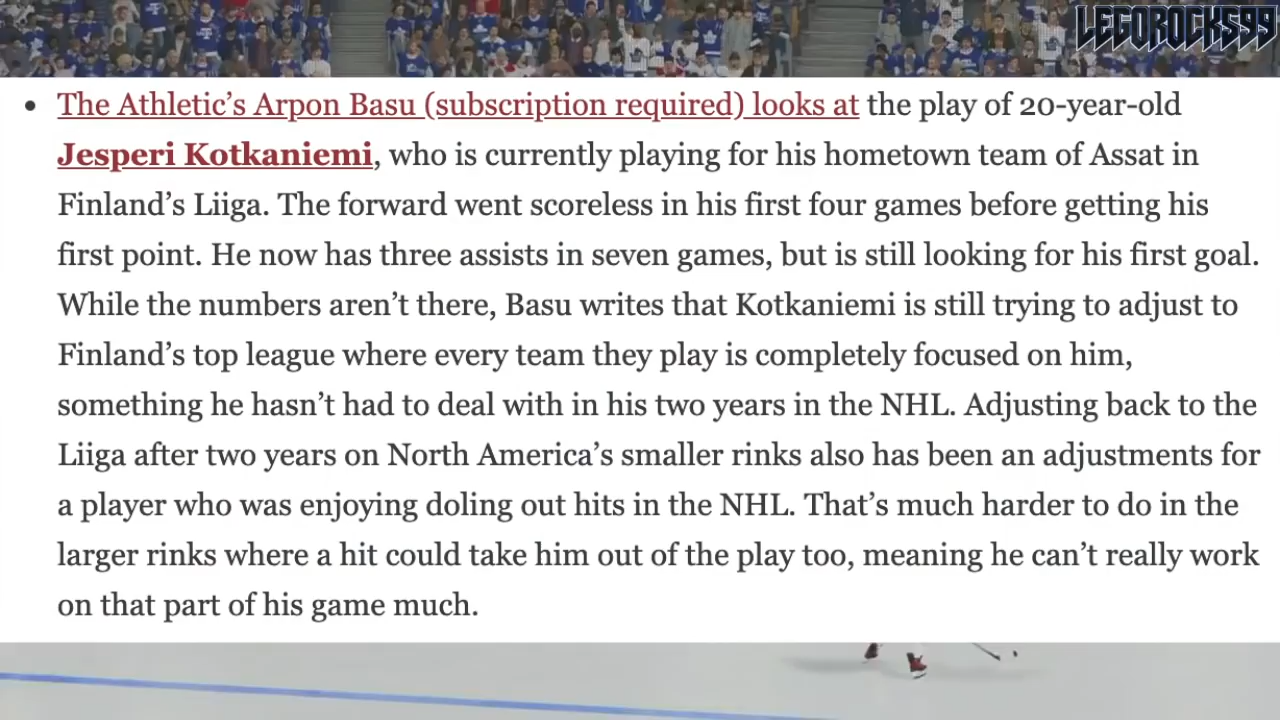 LEGOROCKS99
• The Athletic’s Arpon Basu (subscription required) looks at the play of 20-year-old
Jesperi Kotkaniemi, who is currently playing for his hometown team of Assat in
Finland’s Liiga. The forward went scoreless in his first four games before getting his
first point. He now has three assists in seven games, but is still looking for his first goal.
While the numbers aren’t there, Basu writes that Kotkaniemi is still trying to adjust to
Finland’s top league where every team they play is completely focused on him,
something he hasn’t had to deal with in his two years in the NHL. Adjusting back to the
Liiga after two years on North America’s smaller rinks also has been an adjustments for
a player who was enjoying doling out hits in the NHL. That’s much harder to do in the
larger rinks where a hit could take him out of the play too, meaning he can’t really work
on that part of his game much.